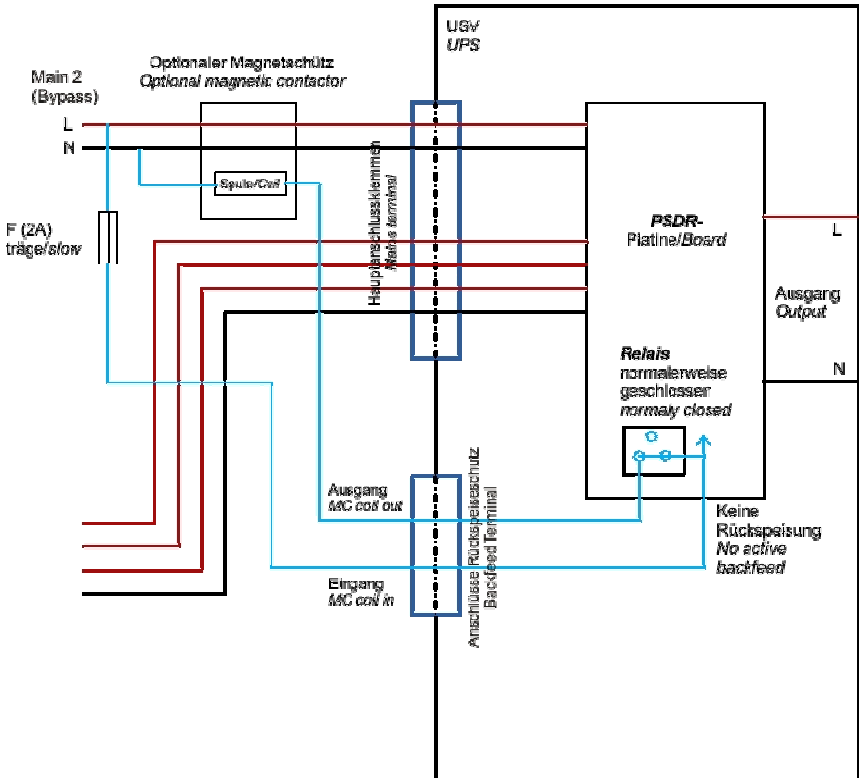 USV
UPS
Optionaler Magnetschütz
Optional magnetic contactor
Main 2
(Bypass)
L
N
Spule/Coil
F (2A)
träge/slow
Hauptanschlussklemmen
Mains terminal
PSDR-
Platine/Board
L
Ausgang
Output
N
Relais
normalerweise
geschlossen
normaly closed
Ausgang
MC coil out
Eingang
MC coil in
Anschlüsse Rückspeiseschutz
Backfeed Terminal
Keine
Rückspeisung
No active
backfeed